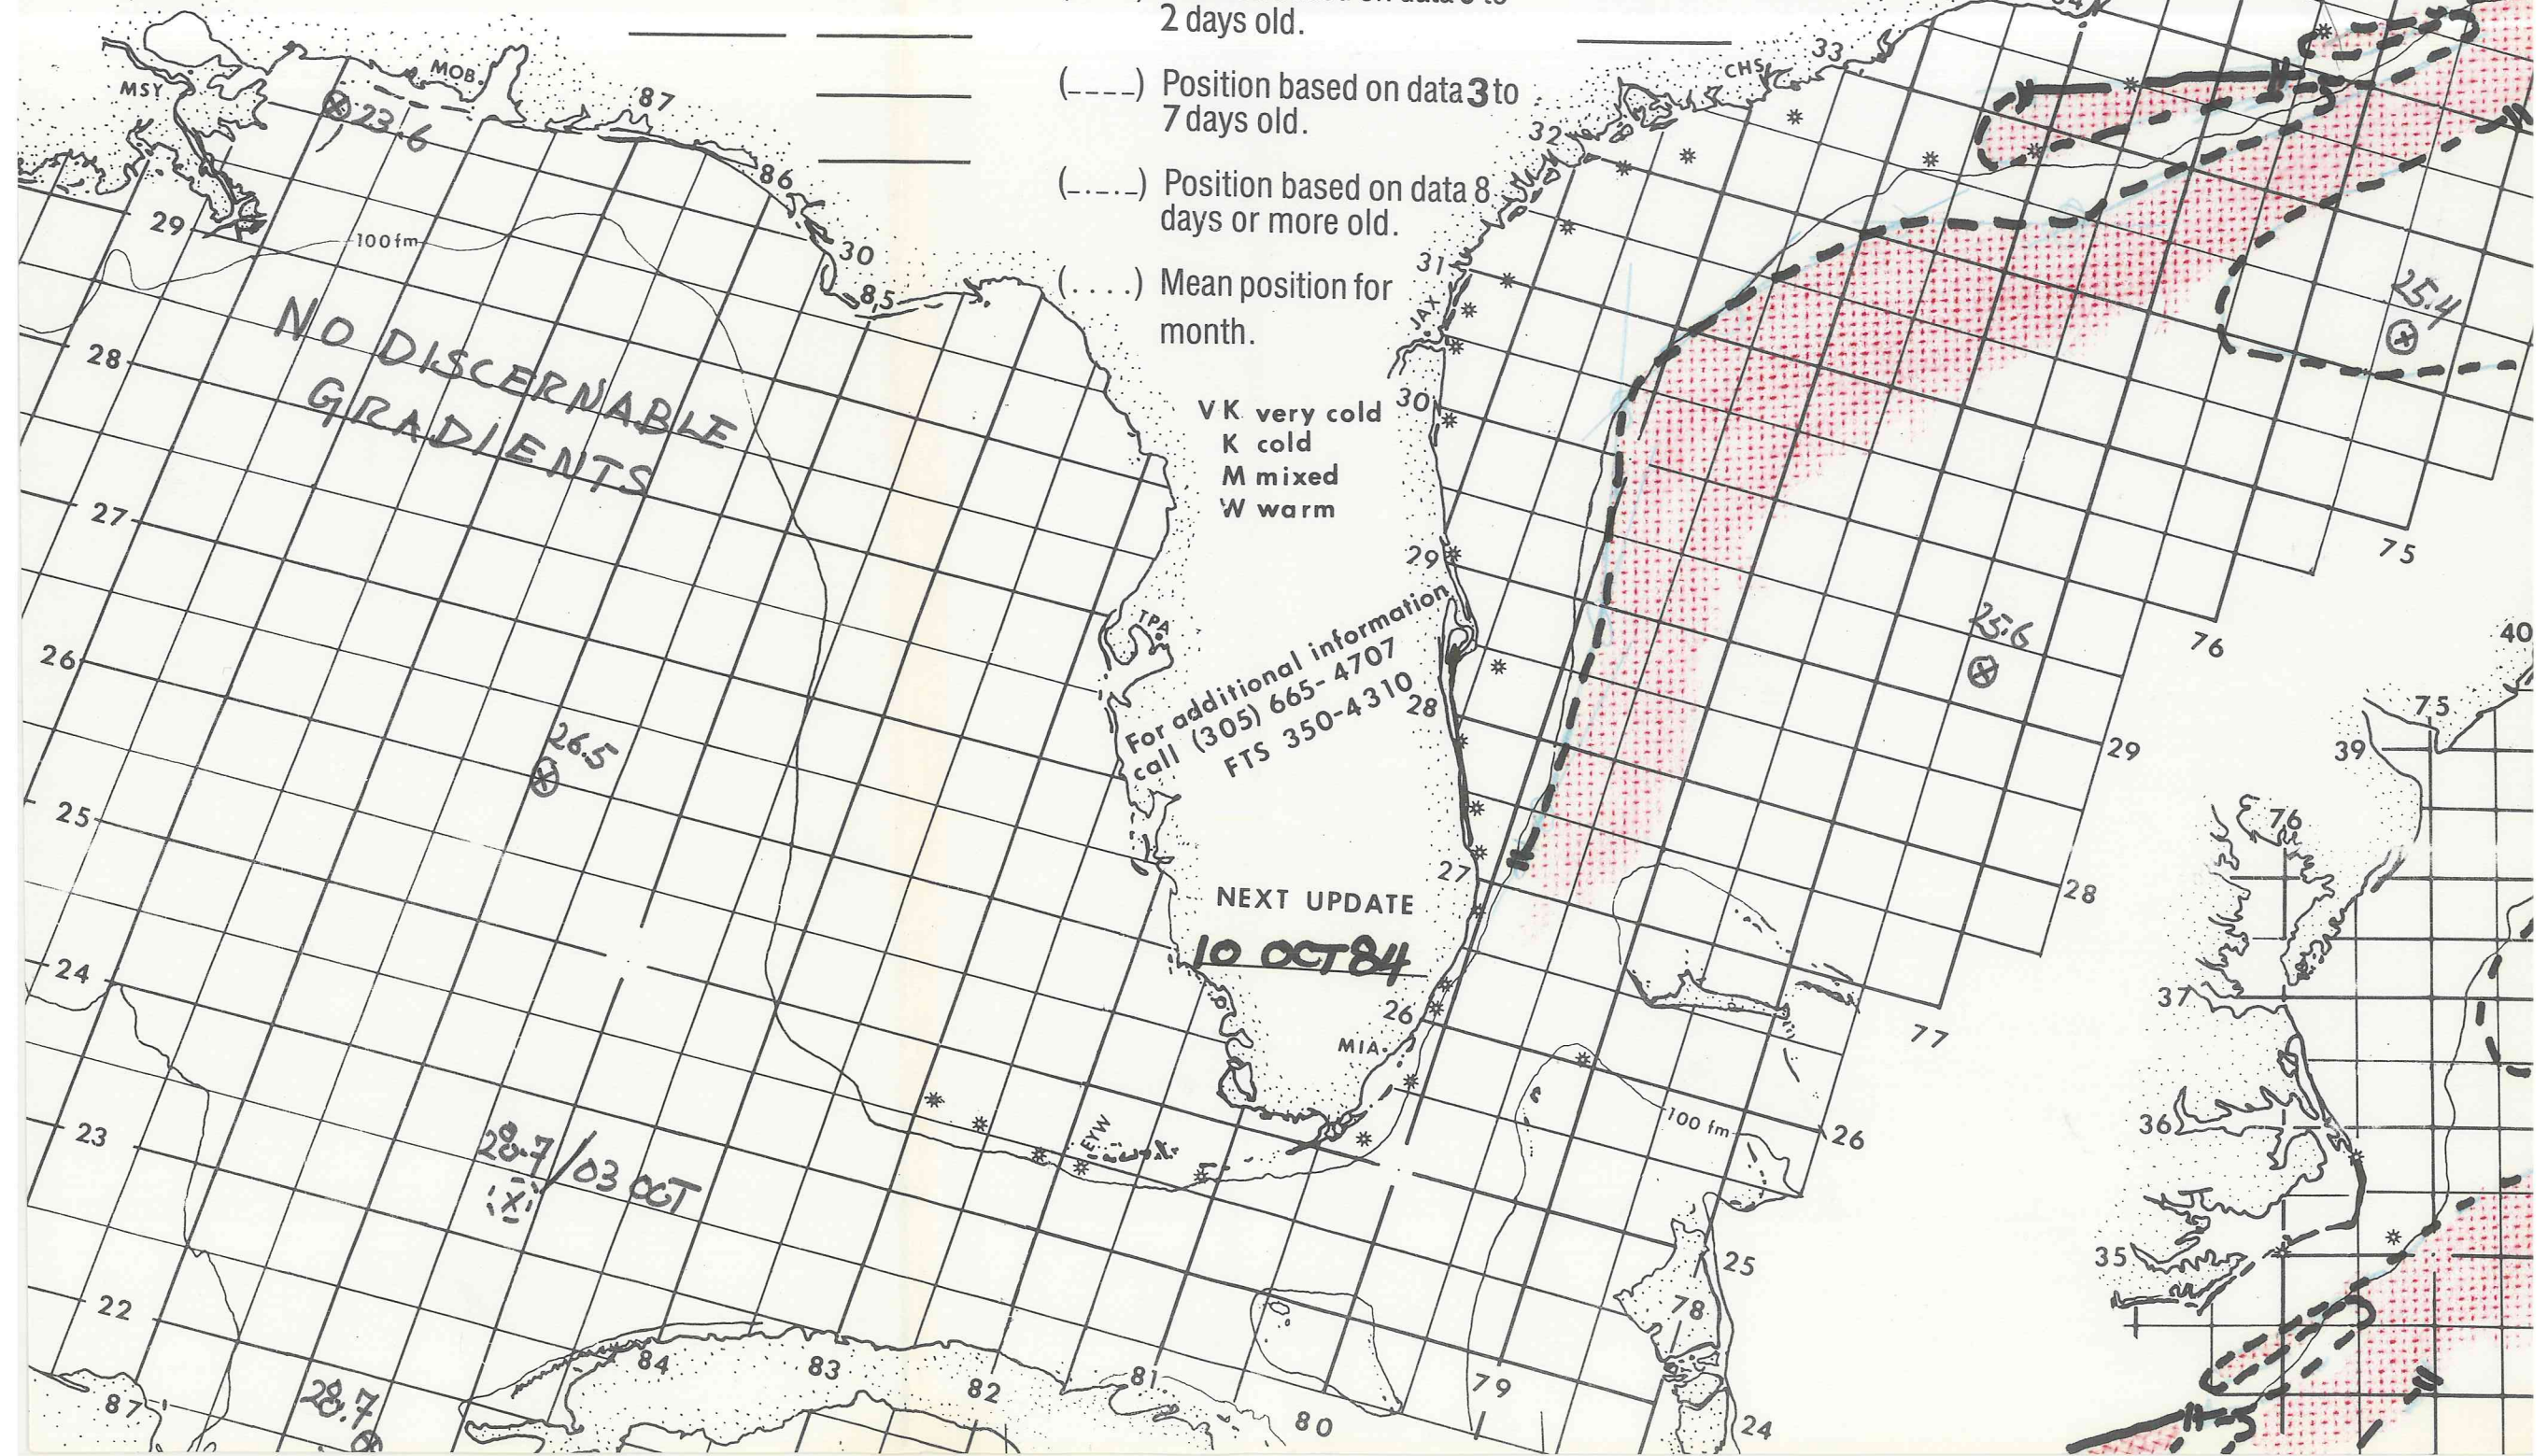 2 days old.
(____) Position based on data 3 to
7 days old.
(_._._) Position based on data 8
days or more old.
(....) Mean position for
month.
VK very cold
K cold
M mixed
W warm
For additional information
call (305) 665-4707
FTS 350-4310
NEXT UPDATE
10 OCT 84
NO DISCERNABLE
GRADIENTS
MSY
MOB.
23.6
87
86
30
85
100 fm
29
28
27
26
25
24
23
22
87
26.5
28.7/03 OCT
28.7
84
83
82
81
80
79
78
TPA
EYW
MIA.
JAX
CHS
33
32
31
30
29
28
27
26
25.4
25.6
75
76
29
28
77
100 fm
26
25
24
40
75
39
76
37
36
35